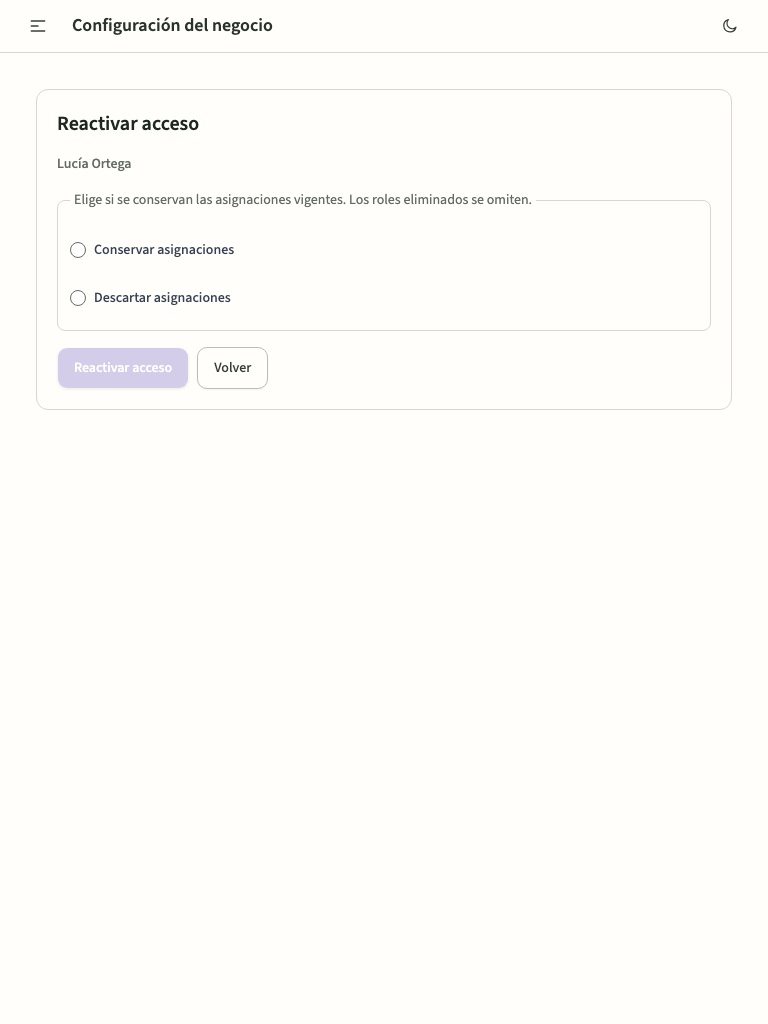 Configuración del negocio
Reactivar acceso
Lucía Ortega
Elige si se conservan las asignaciones vigentes. Los roles eliminados se omiten.
Conservar asignaciones
Descartar asignaciones
Reactivar acceso
Volver